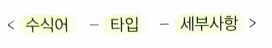 < 수식어 – 타입 – 세부사항 >